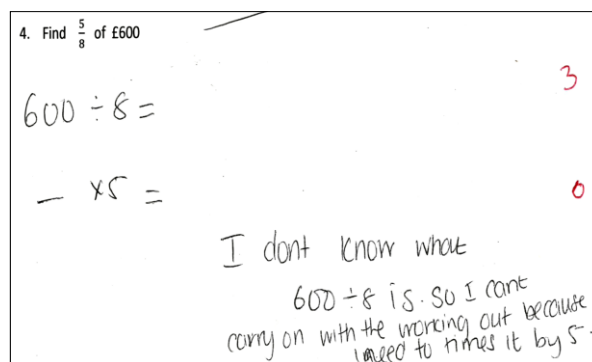 4. Find 5/8 of £600
3
600 ÷ 8 =
— ×5 =
0
I dont know what
600 ÷ 8 is. So I cant
carry on with the working out because
I need to times it by 5.